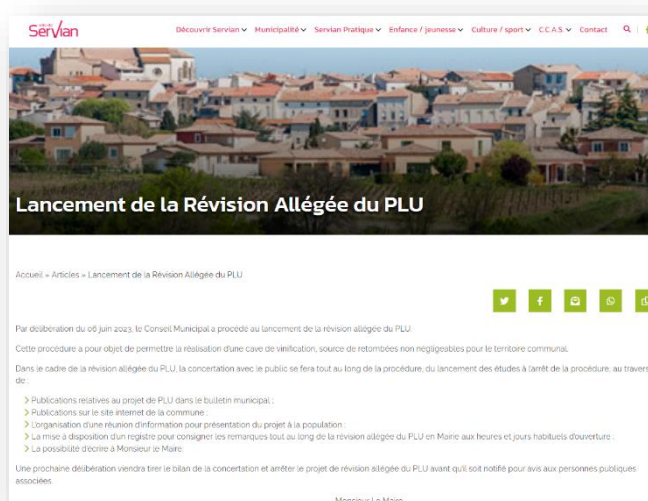 Ville de
Servian
Découvrir Servian Municipalité Servian Pratique Enfance / jeunesse Culture / sport C.C.A.S Contact
Lancement de la Révision Allégée du PLU
Accueil » Articles » Lancement de la Révision Allégée du PLU
Par délibération du 06 juin 2023, le Conseil Municipal a procédé au lancement de la révision allégée du PLU
Cette procédure a pour objet de permettre la réalisation d'une cave de vinification, source de retombées non négligeables pour le territoire communal.
Dans le cadre de la révision allégée du PLU, la concertation avec le public se fera tout au long de la procédure, du lancement des études à l'arrêt de la procédure, au travers
de :
Publications relatives au projet de PLU dans le bulletin municipal ;
Publications sur le site internet de la commune ;
L'organisation d'une réunion d'information pour présentation du projet à la population ;
La mise à disposition d'un registre pour consigner les remarques tout au long de la révision allégée du PLU en Mairie aux heures et jours habituels d'ouverture ;
La possibilité d'écrire à Monsieur le Maire;
Une prochaine délibération viendra tirer le bilan de la concertation et arrêter le projet de révision allégée du PLU avant qu'il soit notifié pour avis aux personnes publiques
associées.
Monsieur Le Maire